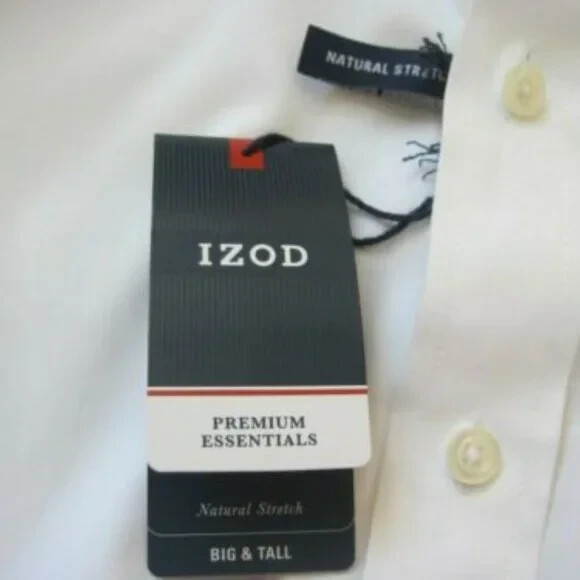 NATURAL STRETC
IZOD
PREMIUM
ESSENTIALS
Natural Stretch
BIG & TALL